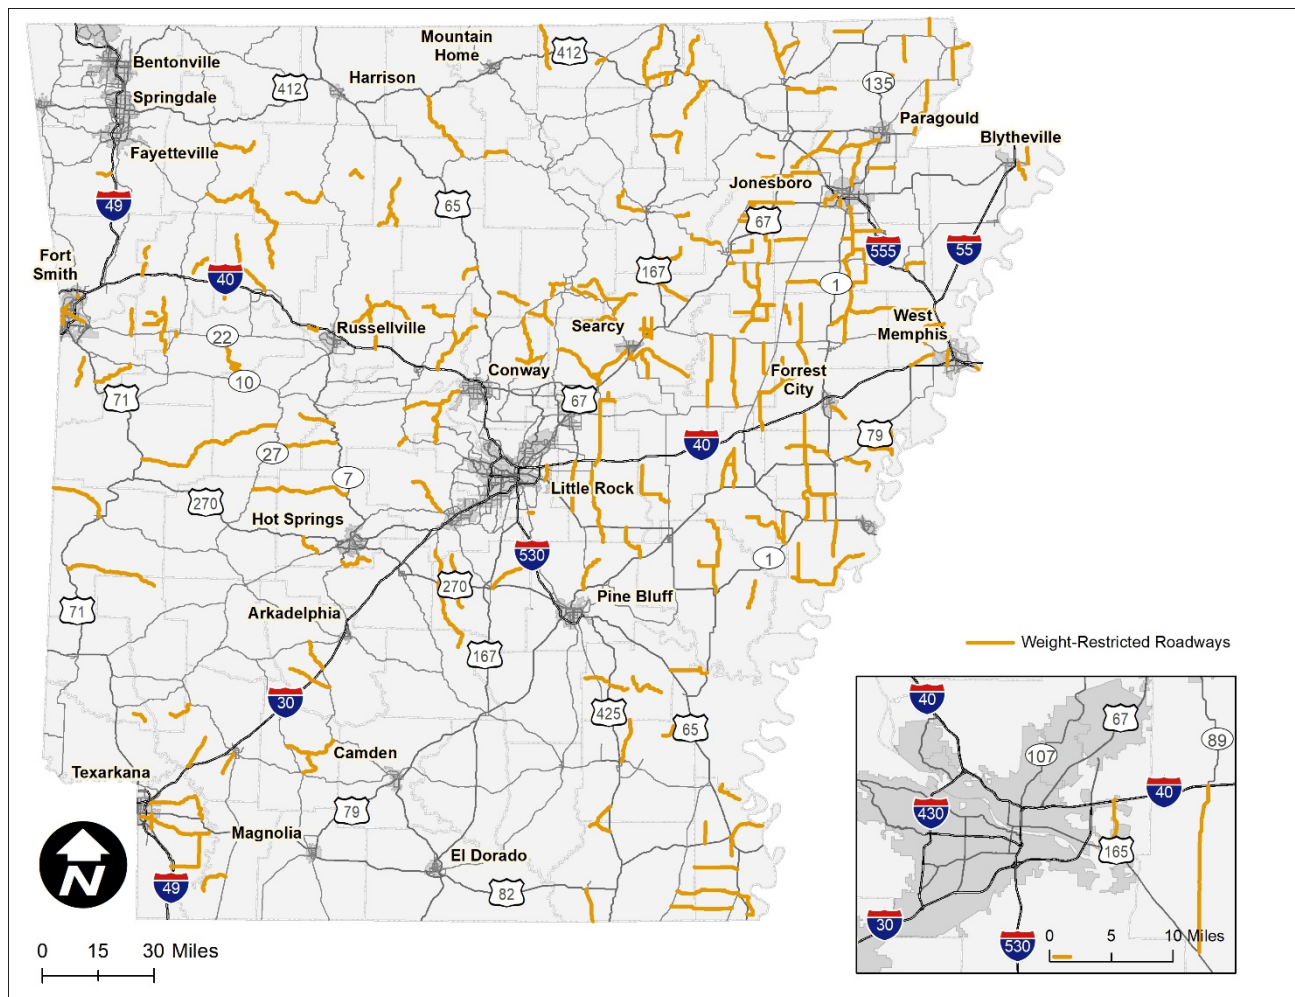 Mountain
Home
412
Bentonville
Harrison
Springdale
412
135
Paragould
Blytheville
Fayetteville
Jonesboro
49
65
67
555
55
Fort
Smith
40
167
1
Russellville
Searcy
West
Memphis
22
10
Conway
Forrest
City
71
67
79
40
27
7
Little Rock
270
Hot Springs
530
1
270
Pine Bluff
71
Arkadelphia
167
Weight-Restricted Roadways
30
425
65
Camden
Texarkana
79
Magnolia
El Dorado
N
49
82
0 15 30 Miles
40
67
107
89
40
430
165
30
530
0 5 10 Miles